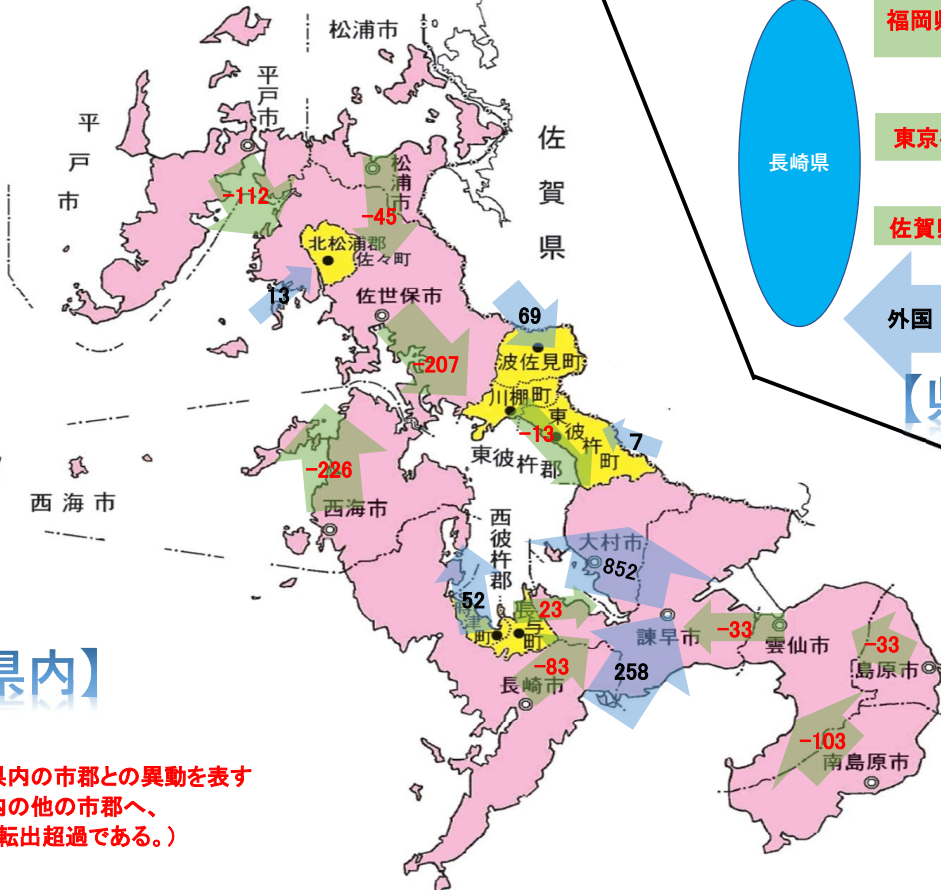 松浦市
平戸市
平戸市
佐賀県
松浦市
-112
-45
北松浦郡
佐々町
13
佐世保市
69
波佐見町
-207
川棚町
東彼杵町
-13
7
東彼杵郡
-226
西海市
西海市
西彼杵郡
大村市
852
52
時津町
長与町
23
諫早市
-33
雲仙市
-33
島原市
-83
長崎市
258
-103
南島原市
長崎県
福岡県
東京
佐賀県
外国
【県
県内】
県内の市郡との異動を表す
内の他の市郡へ、
転出超過である。）